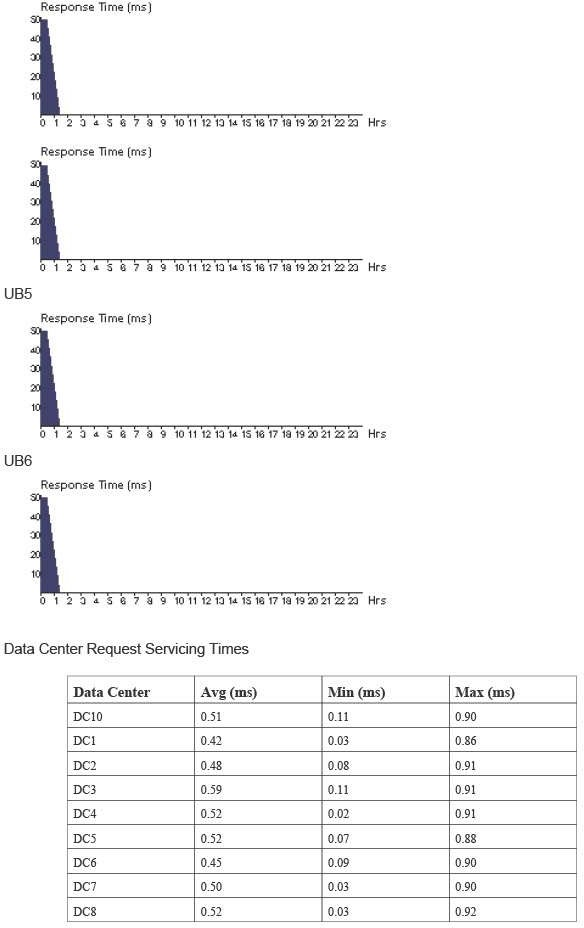 Response Time (ms)
50
40
30
20
10
0 1 2 3 4 5 6 7 8 9 10 11 12 13 14 15 16 17 18 19 20 21 22 23 Hrs
Response Time (ms)
50
40
30
20
10
0 1 2 3 4 5 6 7 8 9 10 11 12 13 14 15 16 17 18 19 20 21 22 23 Hrs
UB5
Response Time (ms)
50
40
30
20
10
0 1 2 3 4 5 6 7 8 9 10 11 12 13 14 15 16 17 18 19 20 21 22 23 Hrs
UB6
Response Time (ms)
50
40
30
20
10
0 1 2 3 4 5 6 7 8 9 10 11 12 13 14 15 16 17 18 19 20 21 22 23 Hrs
Data Center Request Servicing Times
Data Center Avg (ms) Min (ms) Max (ms)
DC10 0.51 0.11 0.90
DC1 0.42 0.03 0.86
DC2 0.48 0.08 0.91
DC3 0.59 0.11 0.91
DC4 0.52 0.02 0.91
DC5 0.52 0.07 0.88
DC6 0.45 0.09 0.90
DC7 0.50 0.03 0.90
DC8 0.52 0.03 0.92